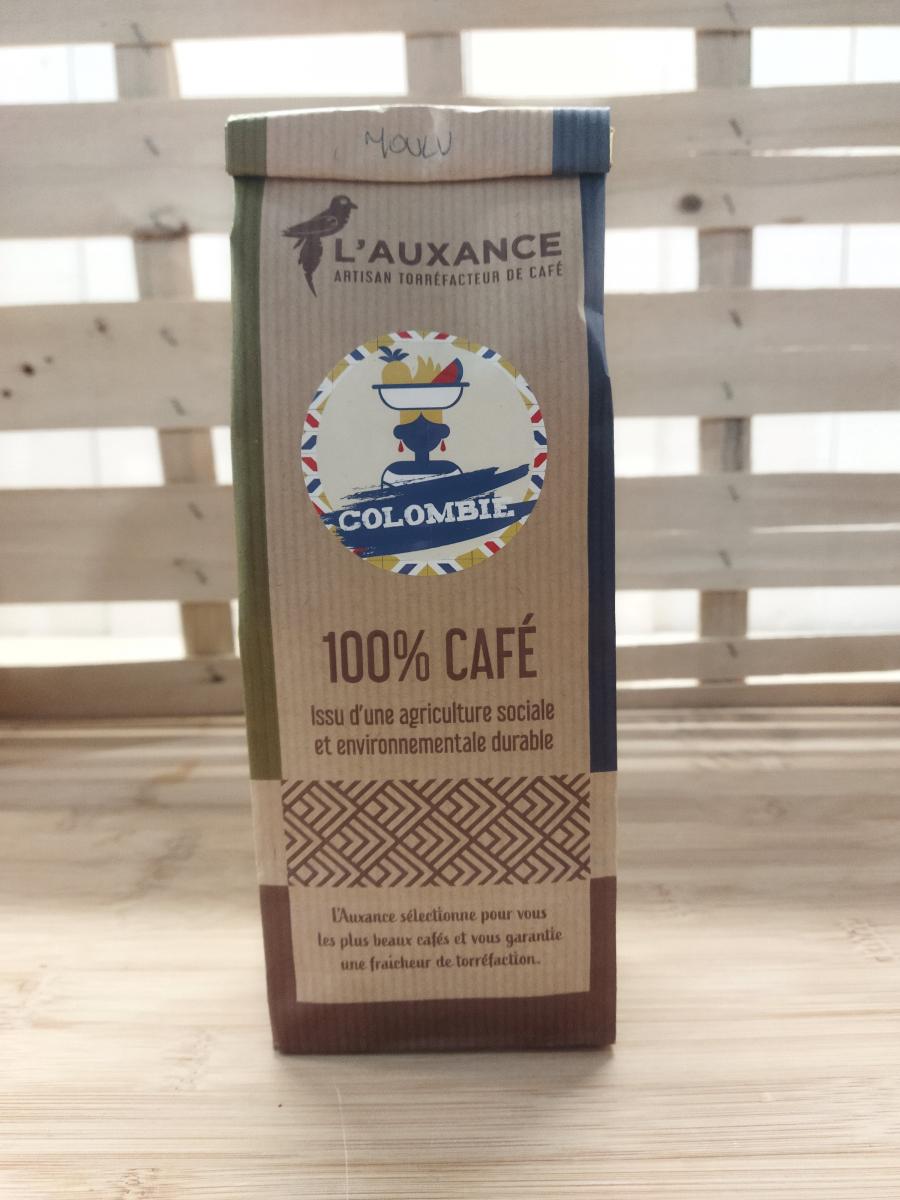 MOULU
L'AUXANCE
ARTISAN TORRÉFACTEUR DE CAFÉ
COLOMBIE
100% CAFÉ
Issu d'une agriculture sociale
et environnementale durable
L'Auxance sélectionne pour vous
les plus beaux cafés et vous garantie
une fraicheur de torréfaction.